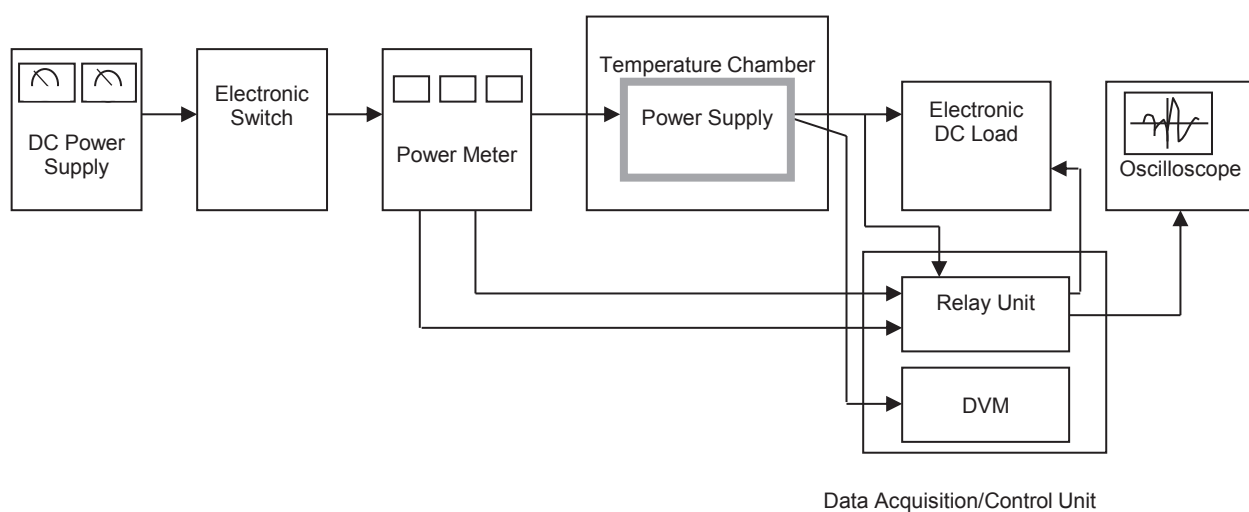 DC Power
Supply
Electronic
Switch
Power Meter
Temperature Chamber
Power Supply
Electronic
DC Load
Oscilloscope
Relay Unit
DVM
Data Acquisition/Control Unit